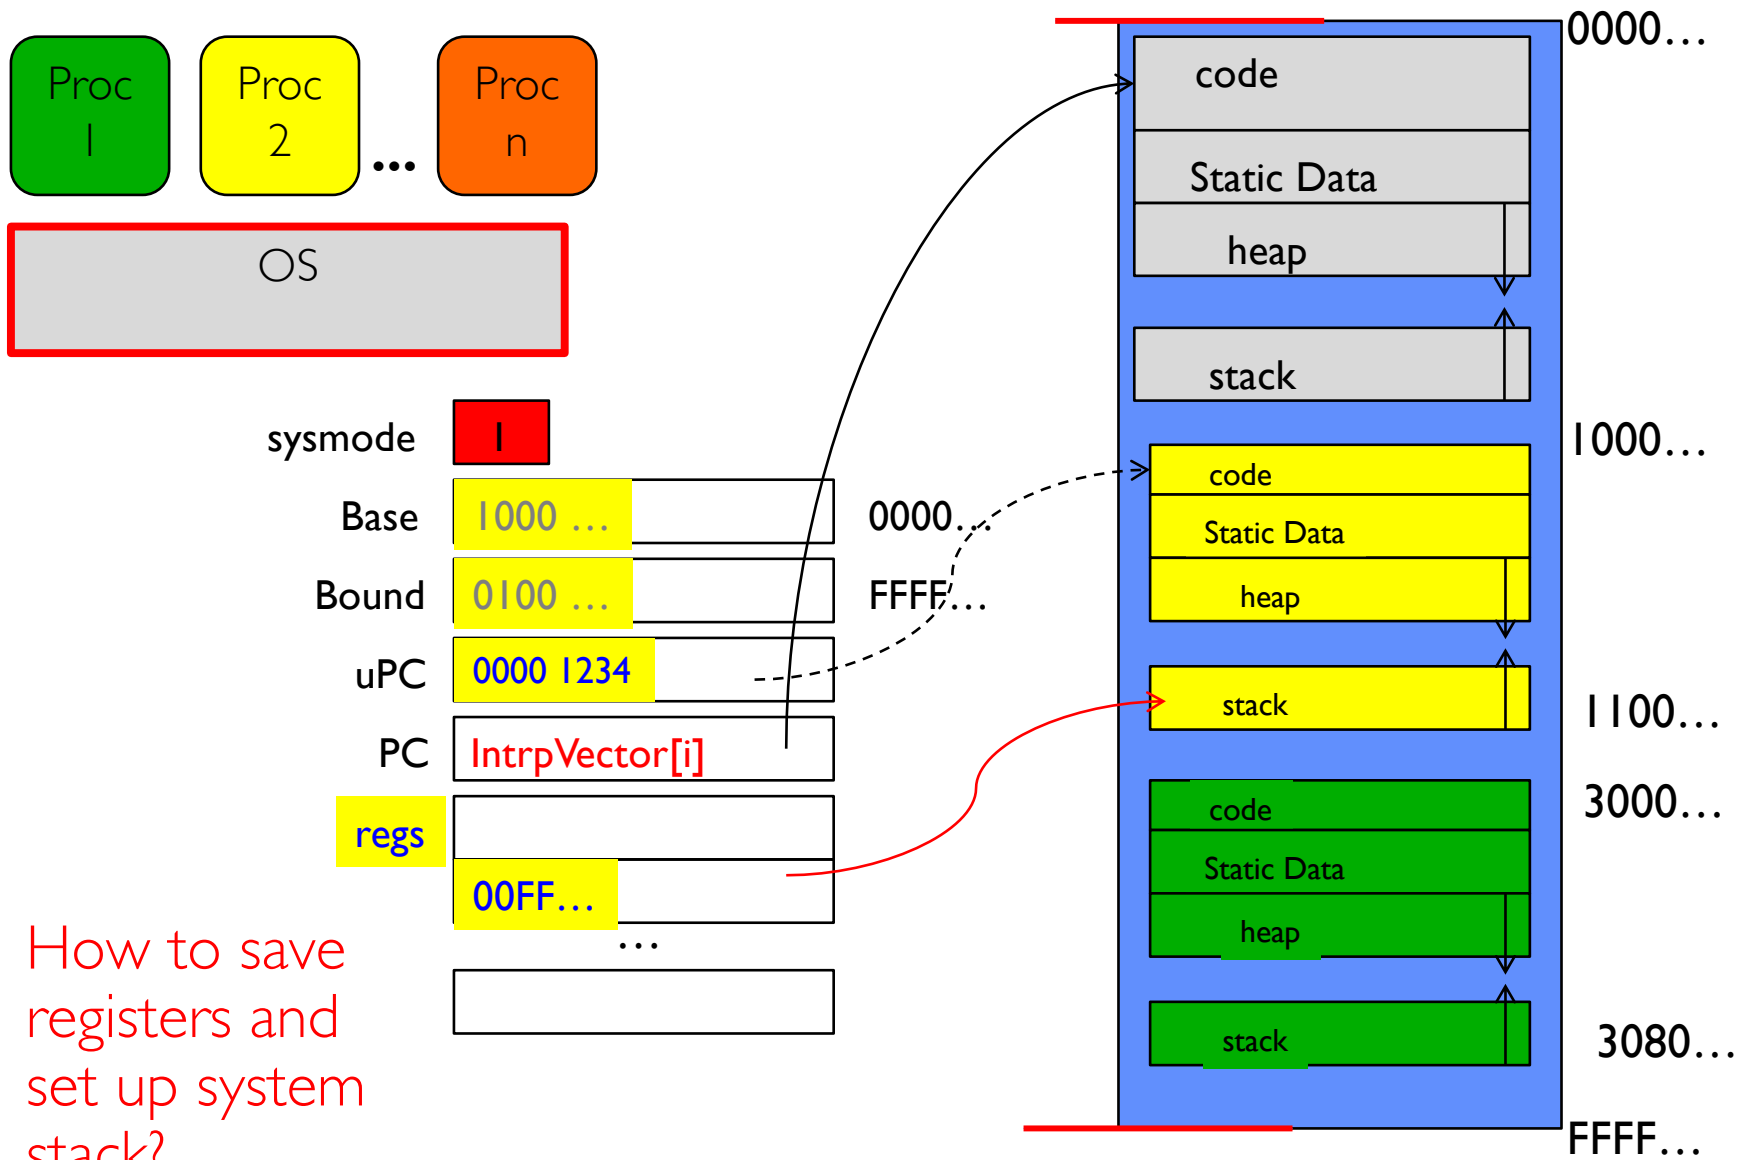 Proc
1
Proc
2
...
Proc
n
OS
sysmode 1
Base 1000 … 0000…
Bound 0100 … FFFF…
uPC 0000 1234
PC IntrpVector[i]
regs
00FF…
…
How to save
registers and
set up system
stack?
0000…
code
Static Data
heap
stack
1000…
code
Static Data
heap
stack
1100…
3000…
code
Static Data
heap
stack
3080…
FFFF…